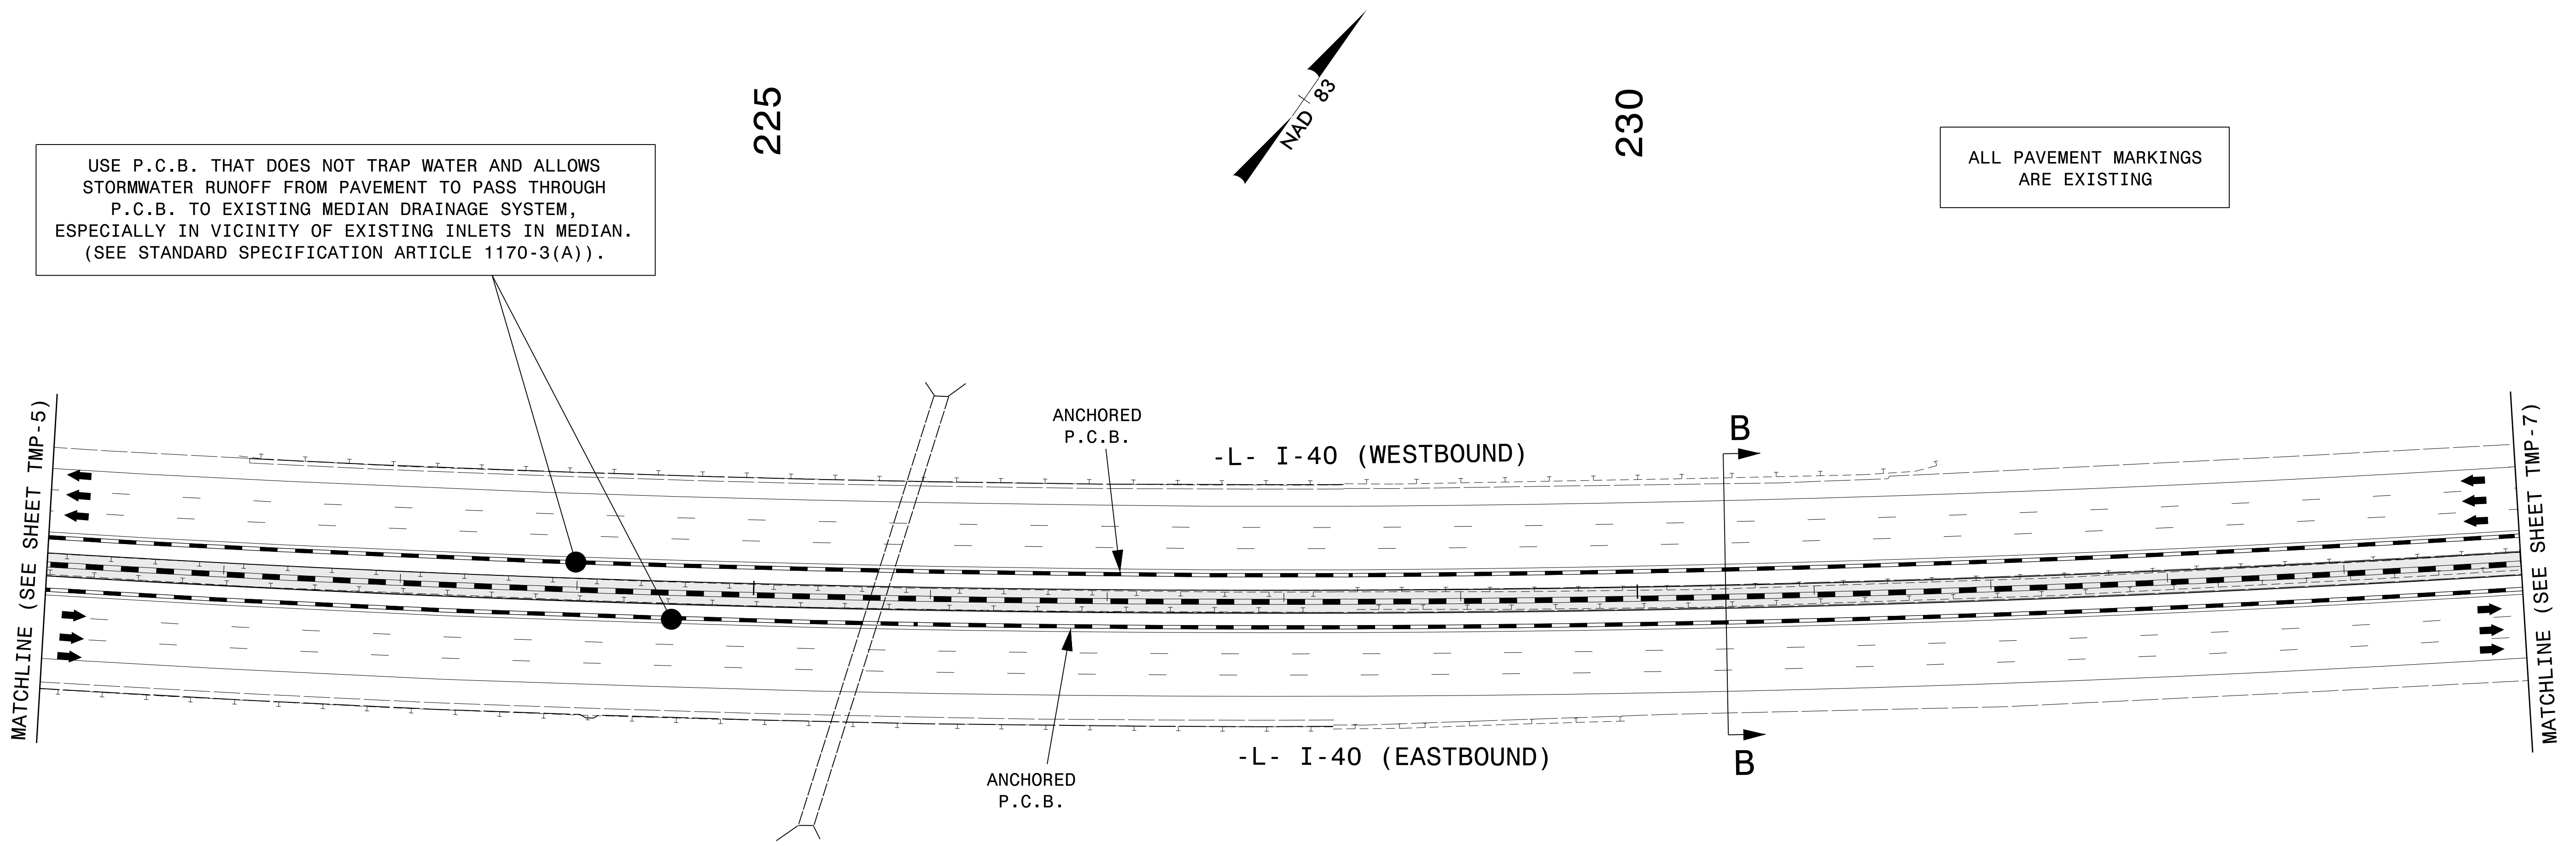 225
230
NAD 83
USE P.C.B. THAT DOES NOT TRAP WATER AND ALLOWS
STORMWATER RUNOFF FROM PAVEMENT TO PASS THROUGH
P.C.B. TO EXISTING MEDIAN DRAINAGE SYSTEM,
ESPECIALLY IN VICINITY OF EXISTING INLETS IN MEDIAN.
(SEE STANDARD SPECIFICATION ARTICLE 1170-3(A)).
ALL PAVEMENT MARKINGS
ARE EXISTING
MATCHLINE (SEE SHEET TMP-5)
ANCHORED
P.C.B.
-L- I-40 (WESTBOUND)
B
MATCHLINE (SEE SHEET TMP-7)
ANCHORED
P.C.B.
-L- I-40 (EASTBOUND)
B